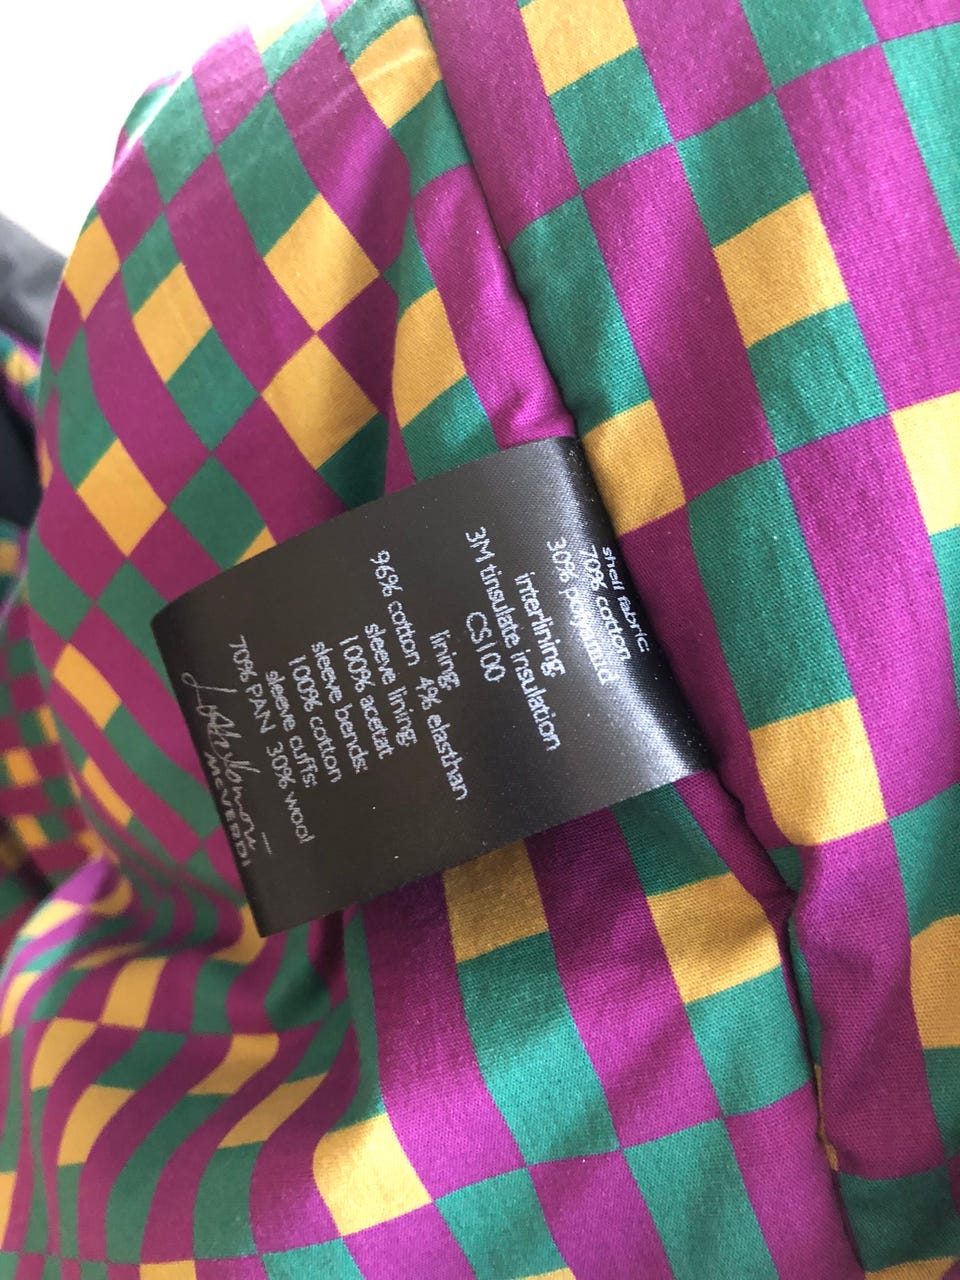 shell fabric
70% cotton
30% polyamid
interlining:
3M tinsulate insulation
CS100
lining:
96% cotton 4% elasthan
sleeve lining:
100% acetat
sleeve bends:
100% cotton
sleeve cuffs:
70% PAN 30% wool
MCVERDI